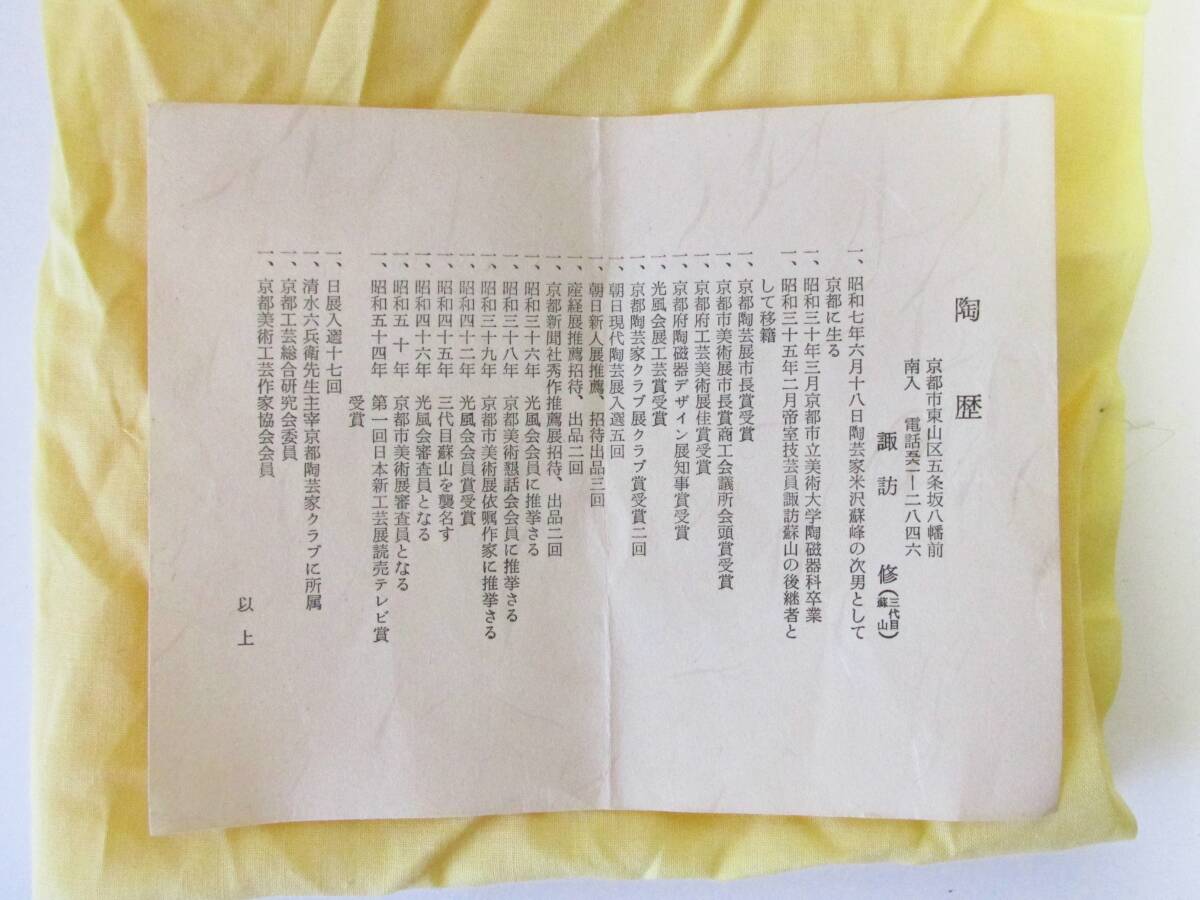 陶歴
京都市東山区五条坂八幡前
南入 電話（五六一）二八四六
諏訪 修（三代目蘇山）
一、昭和七年六月十八日陶芸家米沢蘇峰の次男として
京都に生る
一、昭和三十年三月京都市立美術大学陶磁器科卒業
一、昭和三十五年二月帝室技芸員諏訪蘇山の後継者と
して移籍
一、京都陶芸展市長賞受賞
一、京都市美術展市長賞商工会議所会頭賞受賞
一、京都府工芸美術展佳賞受賞
一、京都府陶磁器デザイン展知事賞受賞
一、光風会展工芸賞受賞
一、京都陶芸家クラブ展クラブ賞受賞二回
一、朝日現代陶芸展入選五回
一、朝日新人展推薦、招待出品三回
一、産経展推薦招待、出品二回
一、京都新聞社秀作推薦展招待、出品二回
一、昭和三十六年 光風会会員に推挙さる
一、昭和三十八年 京都美術懇話会会員に推挙さる
一、昭和三十九年 京都市美術展依嘱作家に推挙さる
一、昭和四十二年 光風会会員賞受賞
一、昭和四十五年 三代目蘇山を襲名す
一、昭和四十六年 光風会審査員となる
一、昭和五十年 京都市美術展審査員となる
一、昭和五十四年 第一回日本新工芸展読売テレビ賞
受賞
一、日展入選十七回
一、清水六兵衛先生主宰京都陶芸家クラブに所属
一、京都工芸総合研究会委員
一、京都美術工芸作家協会会員
以上